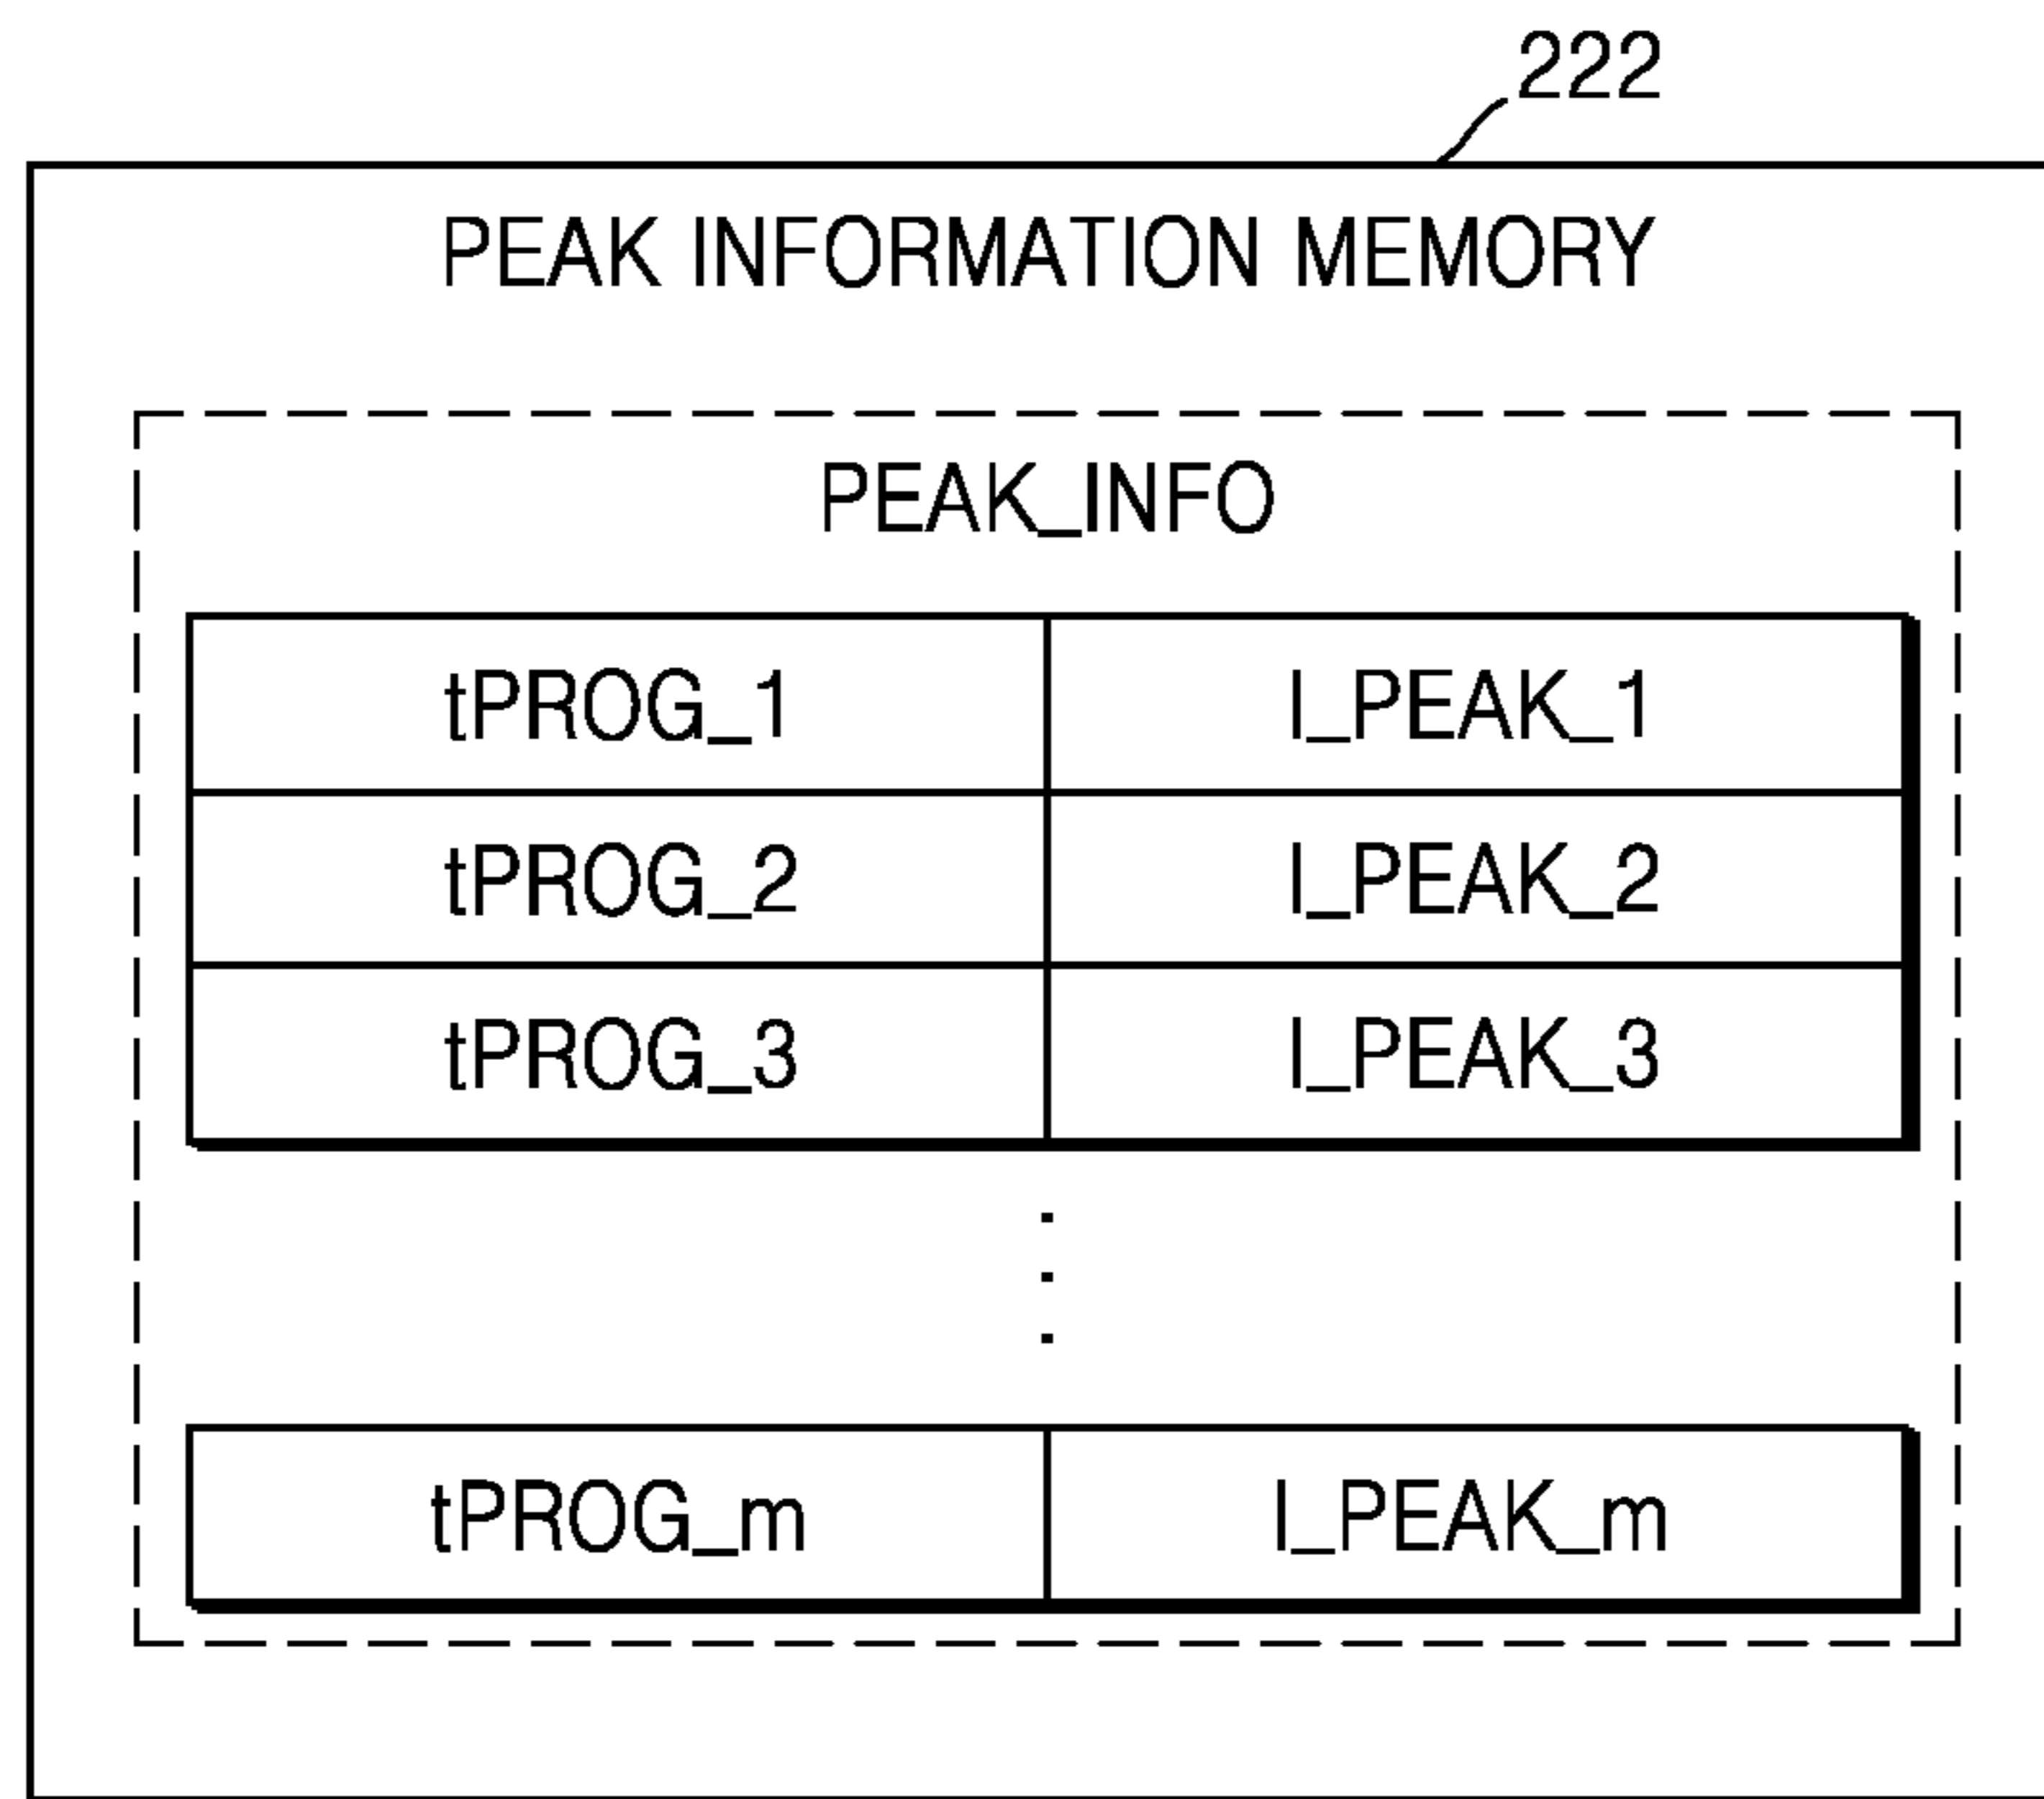 222
PEAK INFORMATION MEMORY
PEAK_INFO
tPROG_1 I_PEAK_1
tPROG_2 I_PEAK_2
tPROG_3 I_PEAK_3
tPROG_m I_PEAK_m